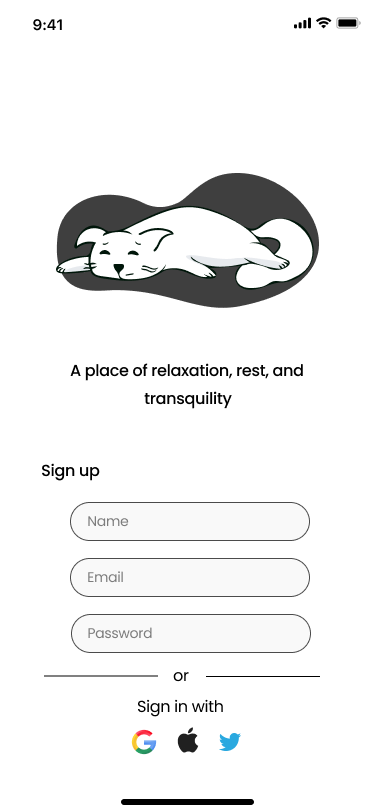 9:41
A place of relaxation, rest, and
transquility
Sign up
Name
Email
Password
or
Sign in with